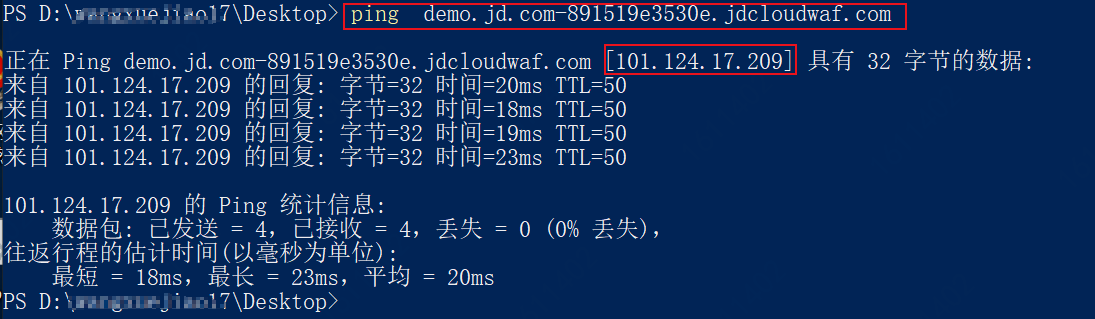 PS D:\17\Desktop> ping  demo.jd.com-891519e3530e.jdcloudwaf.com
正在 Ping demo.jd.com-891519e3530e.jdcloudwaf.com [101.124.17.209] 具有 32 字节的数据:
来自 101.124.17.209 的回复: 字节=32 时间=20ms TTL=50
来自 101.124.17.209 的回复: 字节=32 时间=18ms TTL=50
来自 101.124.17.209 的回复: 字节=32 时间=19ms TTL=50
来自 101.124.17.209 的回复: 字节=32 时间=23ms TTL=50
101.124.17.209 的 Ping 统计信息:
数据包: 已发送 = 4，已接收 = 4，丢失 = 0 (0% 丢失)，
往返行程的估计时间(以毫秒为单位):
最短 = 18ms，最长 = 23ms，平均 = 20ms
PS D:\17\Desktop>